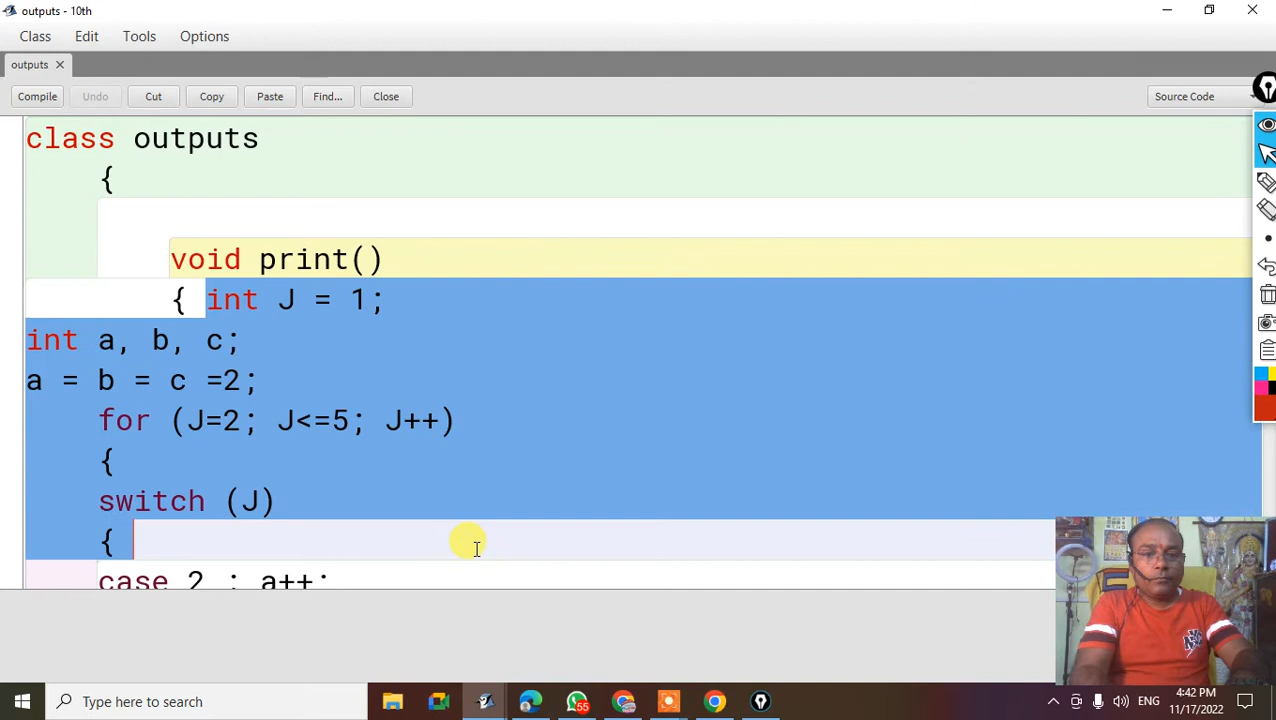 outputs - 10th
Class Edit Tools Options
outputs ×
Compile Undo Cut Copy Paste Find... Close Source Code
class outputs
{
void print()
{ int J = 1;
int a, b, c;
a = b = c =2;
for (J=2; J<=5; J++)
{
switch (J)
{
case 2 : a++;
Type here to search
55
ENG
4:42 PM
11/17/2022